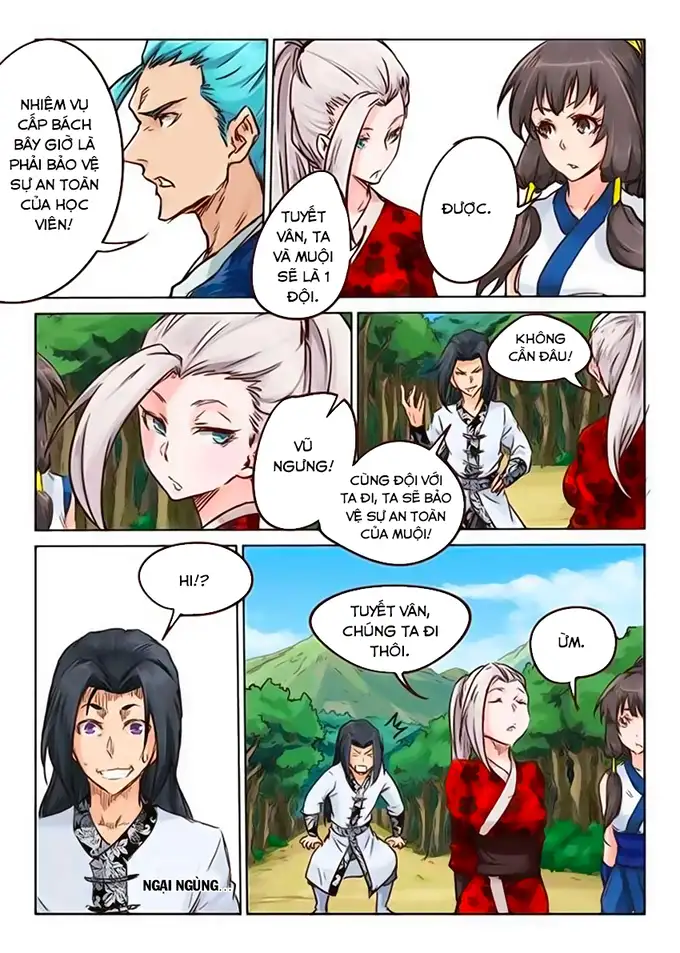 NHIỆM VỤ
CẤP BÁCH
BÂY GIỜ LÀ
PHẢI BẢO VỆ
SỰ AN TOÀN
CỦA HỌC
VIÊN!
TUYẾT
VÂN, TA
VÀ MUỘI
SẼ LÀ 1
ĐỘI.
ĐƯỢC.
VŨ
NGƯNG!
KHÔNG
CẦN ĐÂU!
CÙNG ĐỘI VỚI
TA ĐI, TA SẼ BẢO
VỆ SỰ AN TOÀN
CỦA MUỘI!
HI!?
NGẠI NGÙNG...
TUYẾT VÂN,
CHÚNG TA ĐI
THÔI.
ỪM.